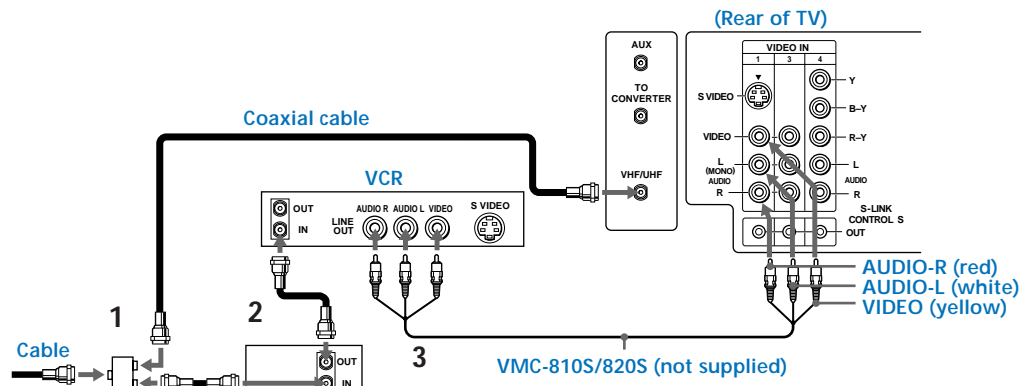 (Rear of TV)
AUX
VIDEO IN
1 3 4
TO
CONVERTER
S VIDEO
Y
B–Y
Coaxial cable
VIDEO
R–Y
L
(MONO)
AUDIO
R
L
AUDIO
R
VHF/UHF
VCR
OUT
IN
LINE
OUT
AUDIO R AUDIO L VIDEO
S VIDEO
S-LINK
CONTROL S
OUT
AUDIO-R (red)
AUDIO-L (white)
VIDEO (yellow)
1
2
3
Cable
OUT
IN
VMC-810S/820S (not supplied)